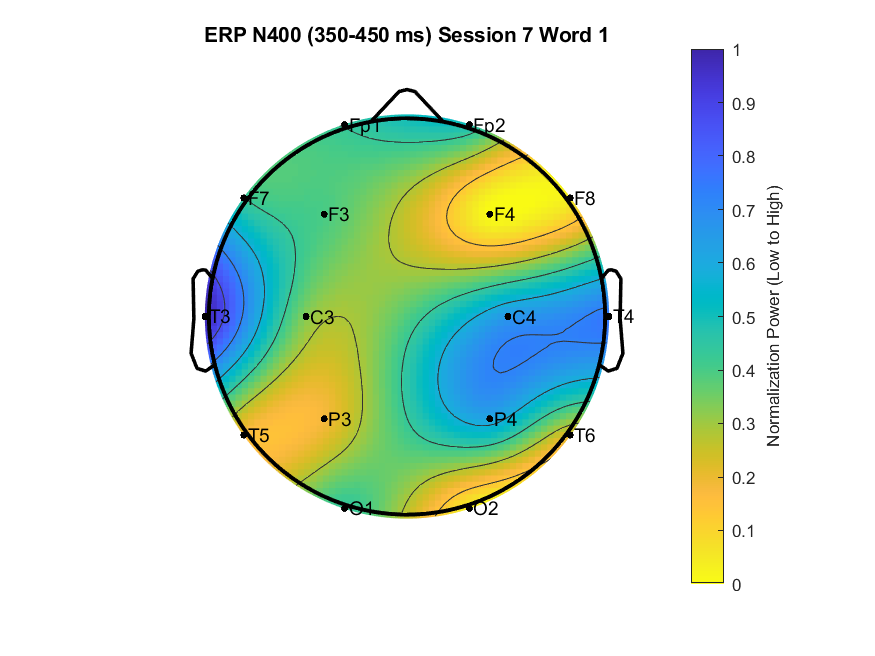 ERP N400 (350-450 ms) Session 7 Word 1
Fp1
Fp2
F7
F3
F4
F8
T3
C3
C4
T4
T5
P3
P4
T6
O1
O2
1
0.9
0.8
0.7
0.6
0.5
0.4
0.3
0.2
0.1
0
Normalization Power (Low to High)